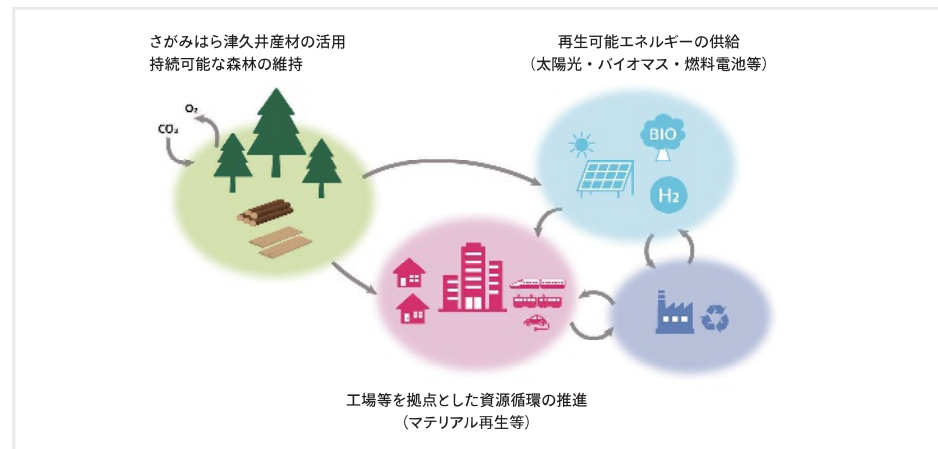 さがみはら津久井産材の活用
持続可能な森林の維持
再生可能エネルギーの供給
（太陽光・バイオマス・燃料電池等）
O₂
CO₂
BIO
H₂
工場等を拠点とした資源循環の推進
（マテリアル再生等）